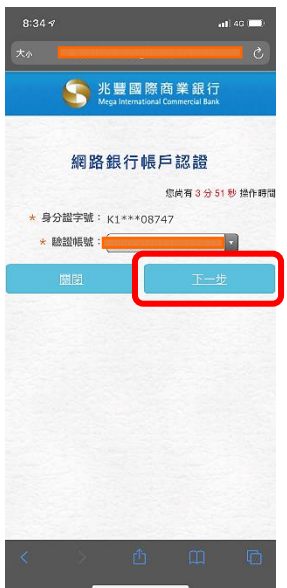 8:34
4G
大小
兆豐國際商業銀行
Mega International Commercial Bank
網路銀行帳戶認證
您尚有 3 分 51 秒 操作時間
* 身分證字號： K1***08747
* 驗證帳號：
關閉
下一步